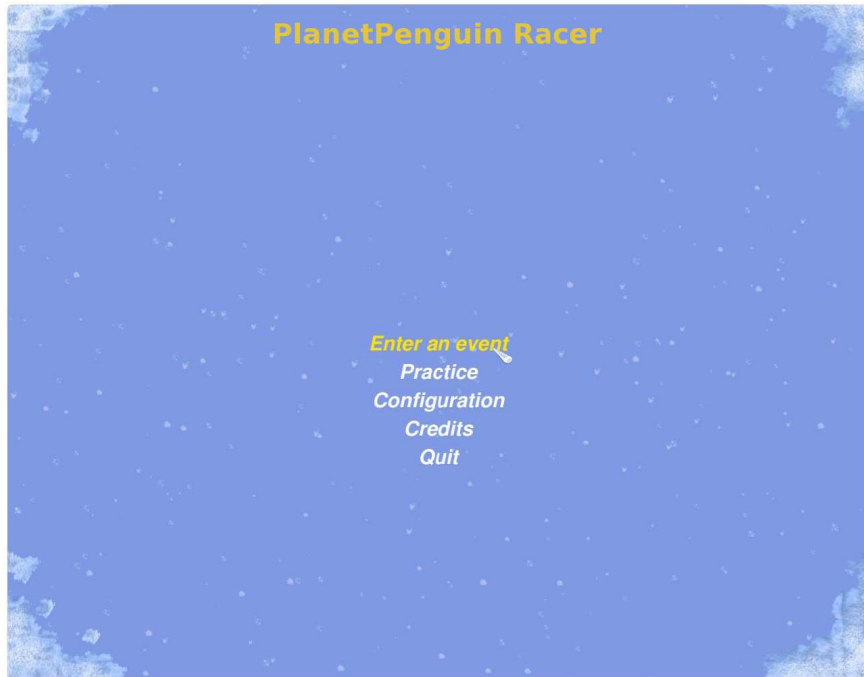 PlanetPenguin Racer
Enter an event
Practice
Configuration
Credits
Quit